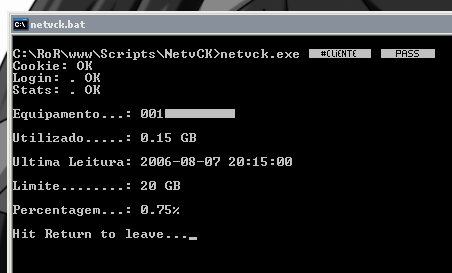 netvck.bat
C:\RoR\www\Scripts\NetvCK>netvck.exe #CLIENTE PASS
Cookie: OK
Login: . OK
Stats: . OK
Equipamento...: 001
Utilizado.....: 0.15 GB
Ultima Leitura: 2006-08-07 20:15:00
Limite........: 20 GB
Percentagem...: 0.75%
Hit Return to leave..._